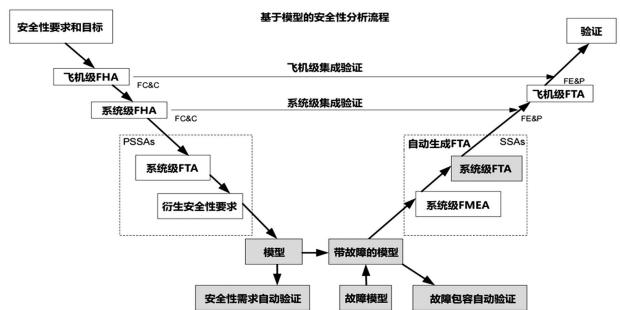 基于模型的安全性分析流程
安全性要求和目标
验证
飞机级FHA
FC&C
飞机级集成验证
FE&P
飞机级FTA
系统级FHA
FC&C
系统级集成验证
FE&P
PSSAs
自动生成FTA
SSAs
系统级FTA
系统级FTA
衍生安全性要求
系统级FMEA
模型
带故障的模型
安全性需求自动验证
故障模型
故障包容自动验证